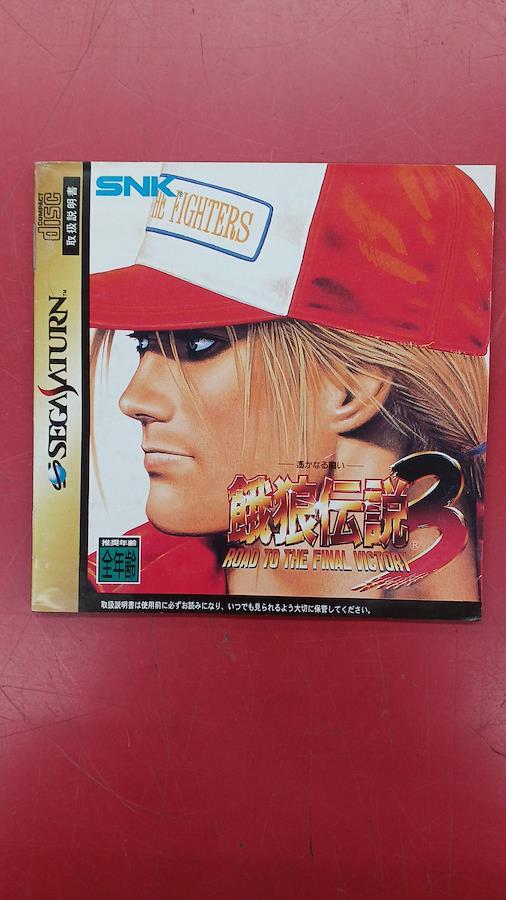 COMPACT
disc
取扱説明書
SNK
THE FIGHTERS
SEGA SATURN™
遥かなる闘い
餓狼伝説3
ROAD TO THE FINAL VICTORY®
推奨年齢
全年齢
取扱説明書は使用前に必ずお読みになり、いつでも見られるよう大切に保管してください。